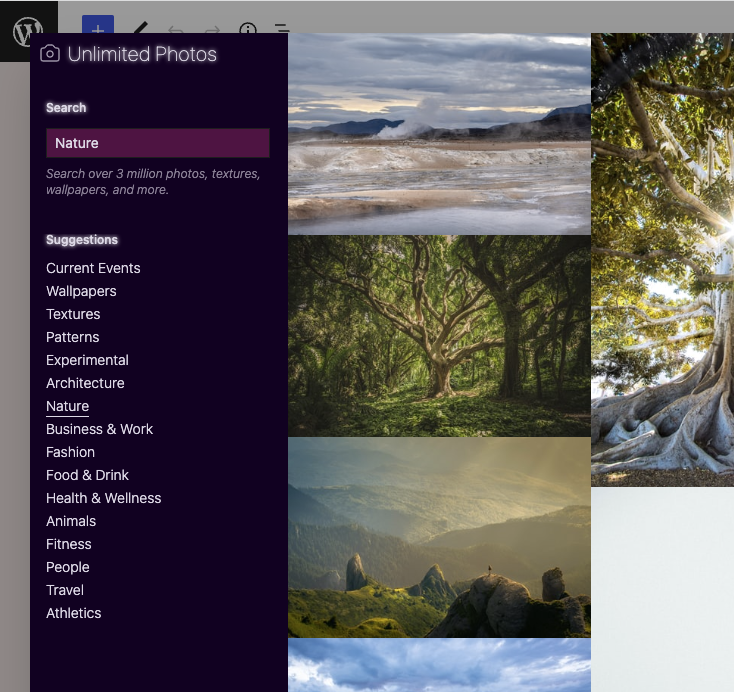 Unlimited Photos
Search
Nature
Search over 3 million photos, textures,
wallpapers, and more.
Suggestions
Current Events
Wallpapers
Textures
Patterns
Experimental
Architecture
Nature
Business & Work
Fashion
Food & Drink
Health & Wellness
Animals
Fitness
People
Travel
Athletics